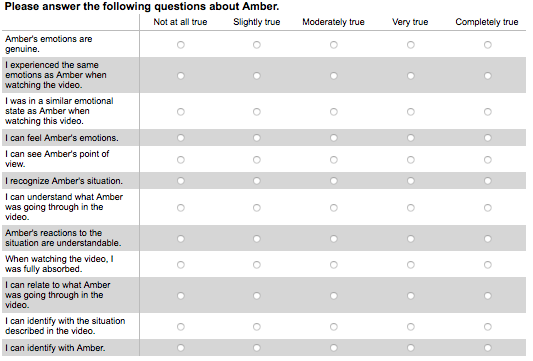 Please answer the following questions about Amber.
Not at all true Slightly true Moderately true Very true Completely true
Amber's emotions are
genuine.
I experienced the same
emotions as Amber when
watching the video.
I was in a similar emotional
state as Amber when
watching this video.
I can feel Amber's emotions.
I can see Amber's point of
view.
I recognize Amber's situation.
I can understand what Amber
was going through in the
video.
Amber's reactions to the
situation are understandable.
When watching the video, I
was fully absorbed.
I can relate to what Amber
was going through in the
video.
I can identify with the situation
described in the video.
I can identify with Amber.